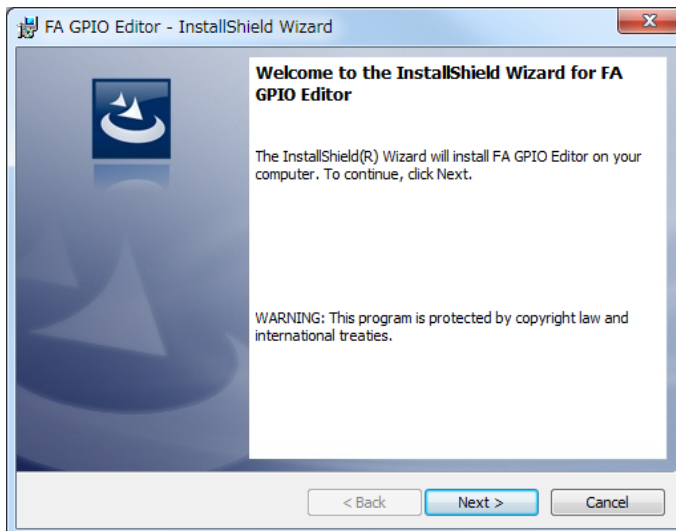 FA GPIO Editor - InstallShield Wizard
Welcome to the InstallShield Wizard for FA
GPIO Editor
The InstallShield(R) Wizard will install FA GPIO Editor on your
computer. To continue, click Next.
WARNING: This program is protected by copyright law and
international treaties.
< Back Next > Cancel